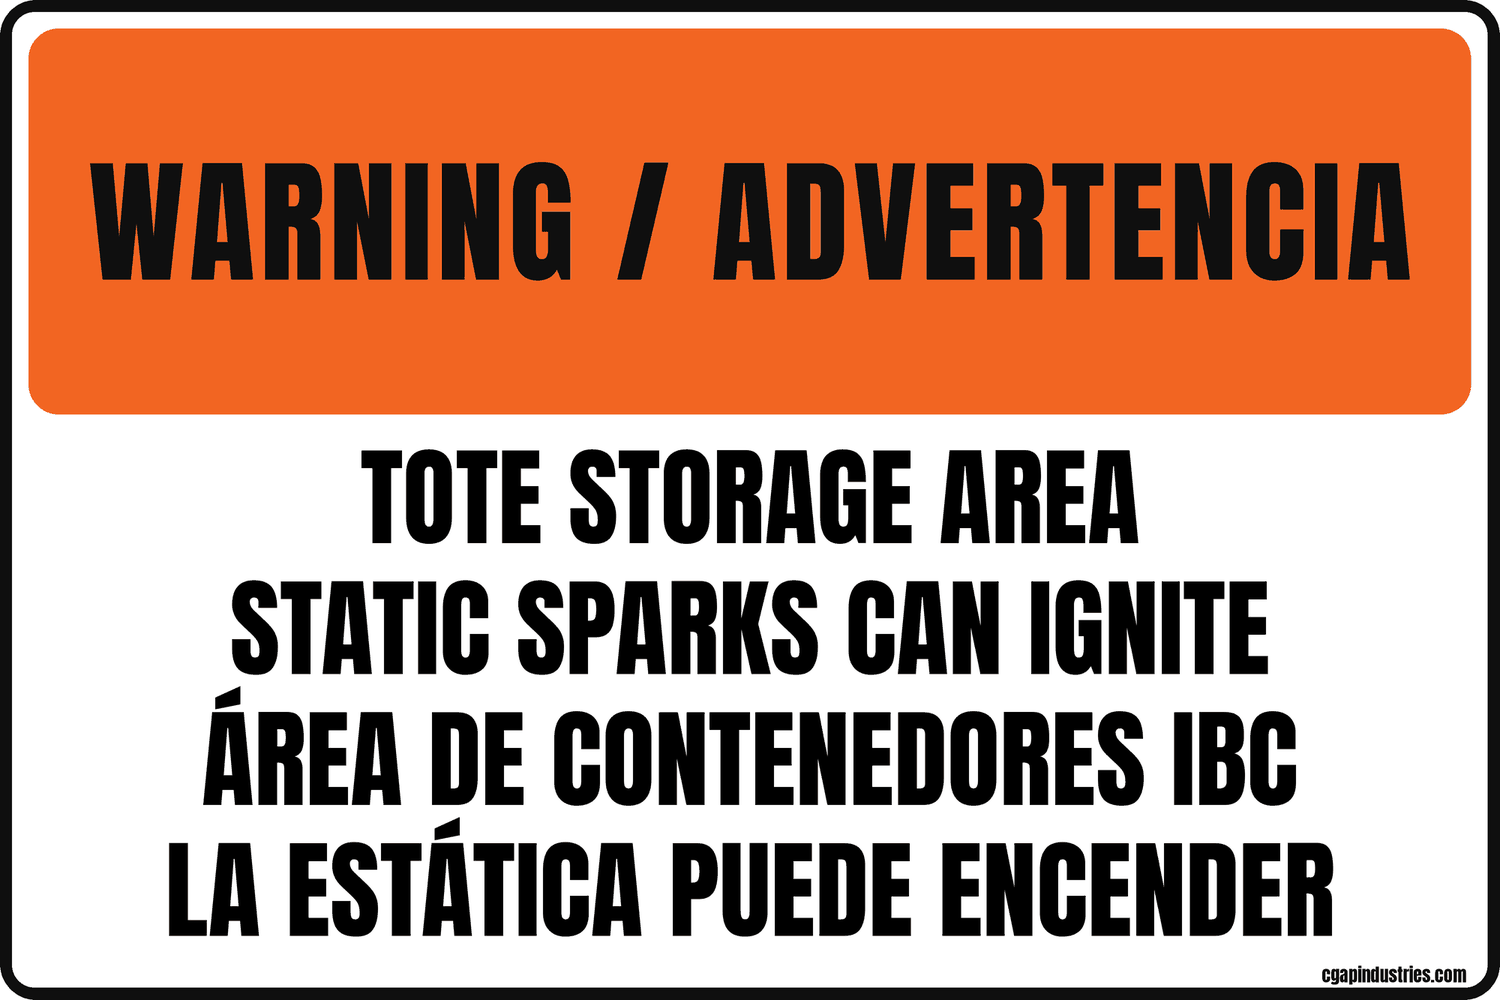 WARNING / ADVERTENCIA
TOTE STORAGE AREA
STATIC SPARKS CAN IGNITE
ÁREA DE CONTENEDORES IBC
LA ESTÁTICA PUEDE ENCENDER
cgapindustries.com